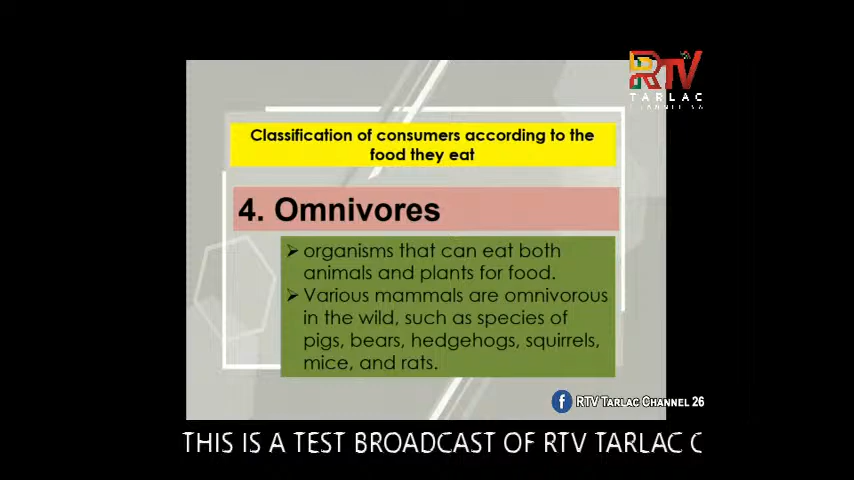 RTV
TARLAC
CHANNEL 26
Classification of consumers according to the
food they eat
4. Omnivores
➢ organisms that can eat both
animals and plants for food.
➢ Various mammals are omnivorous
in the wild, such as species of
pigs, bears, hedgehogs, squirrels,
mice, and rats.
f RTV TARLAC CHANNEL 26
THIS IS A TEST BROADCAST OF RTV TARLAC C